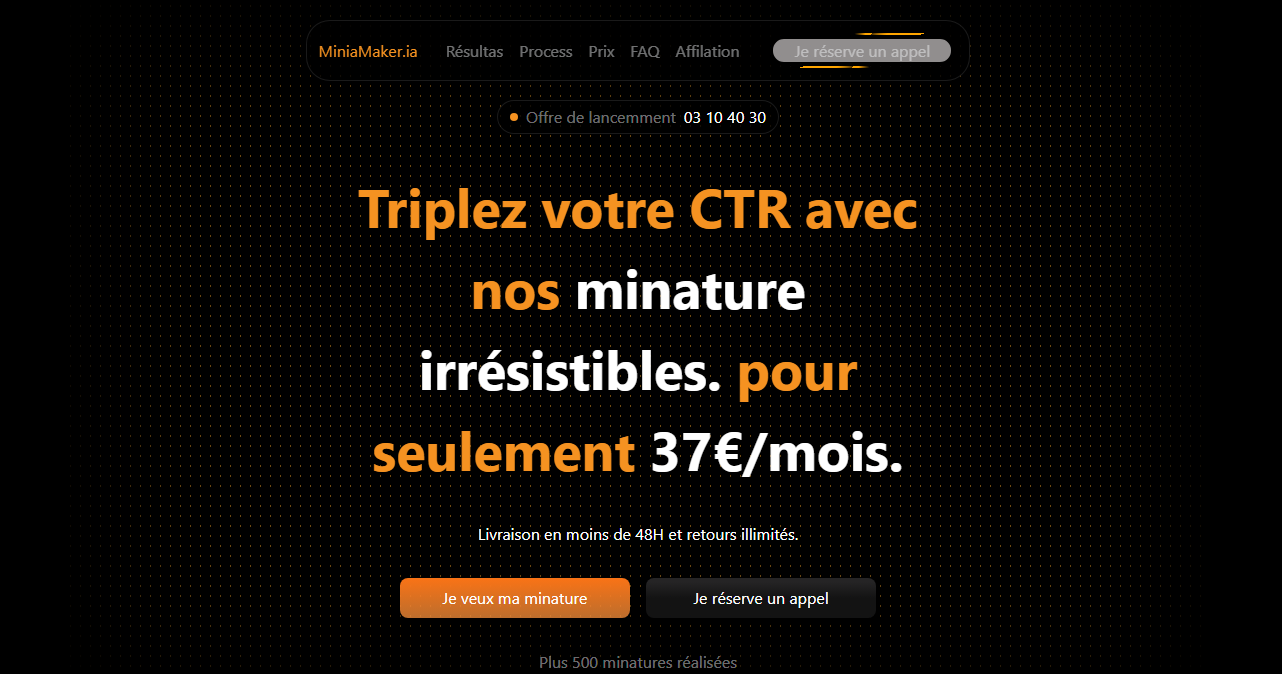 MiniaMaker.ia Résultas Process Prix FAQ Affilation Je réserve un appel
Offre de lancemment 03 10 40 30
Triplez votre CTR avec
nos minature
irrésistibles. pour
seulement 37€/mois.
Livraison en moins de 48H et retours illimités.
Je veux ma minature Je réserve un appel
Plus 500 minatures réalisées